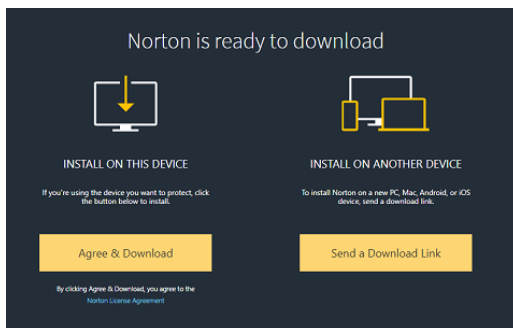 Norton is ready to download
INSTALL ON THIS DEVICE
If you're using the device you want to protect, click
the button below to install.
Agree & Download
By clicking Agree & Download, you agree to the
Norton License Agreement
INSTALL ON ANOTHER DEVICE
To install Norton on a new PC, Mac, Android, or iOS
device, send a download link.
Send a Download Link